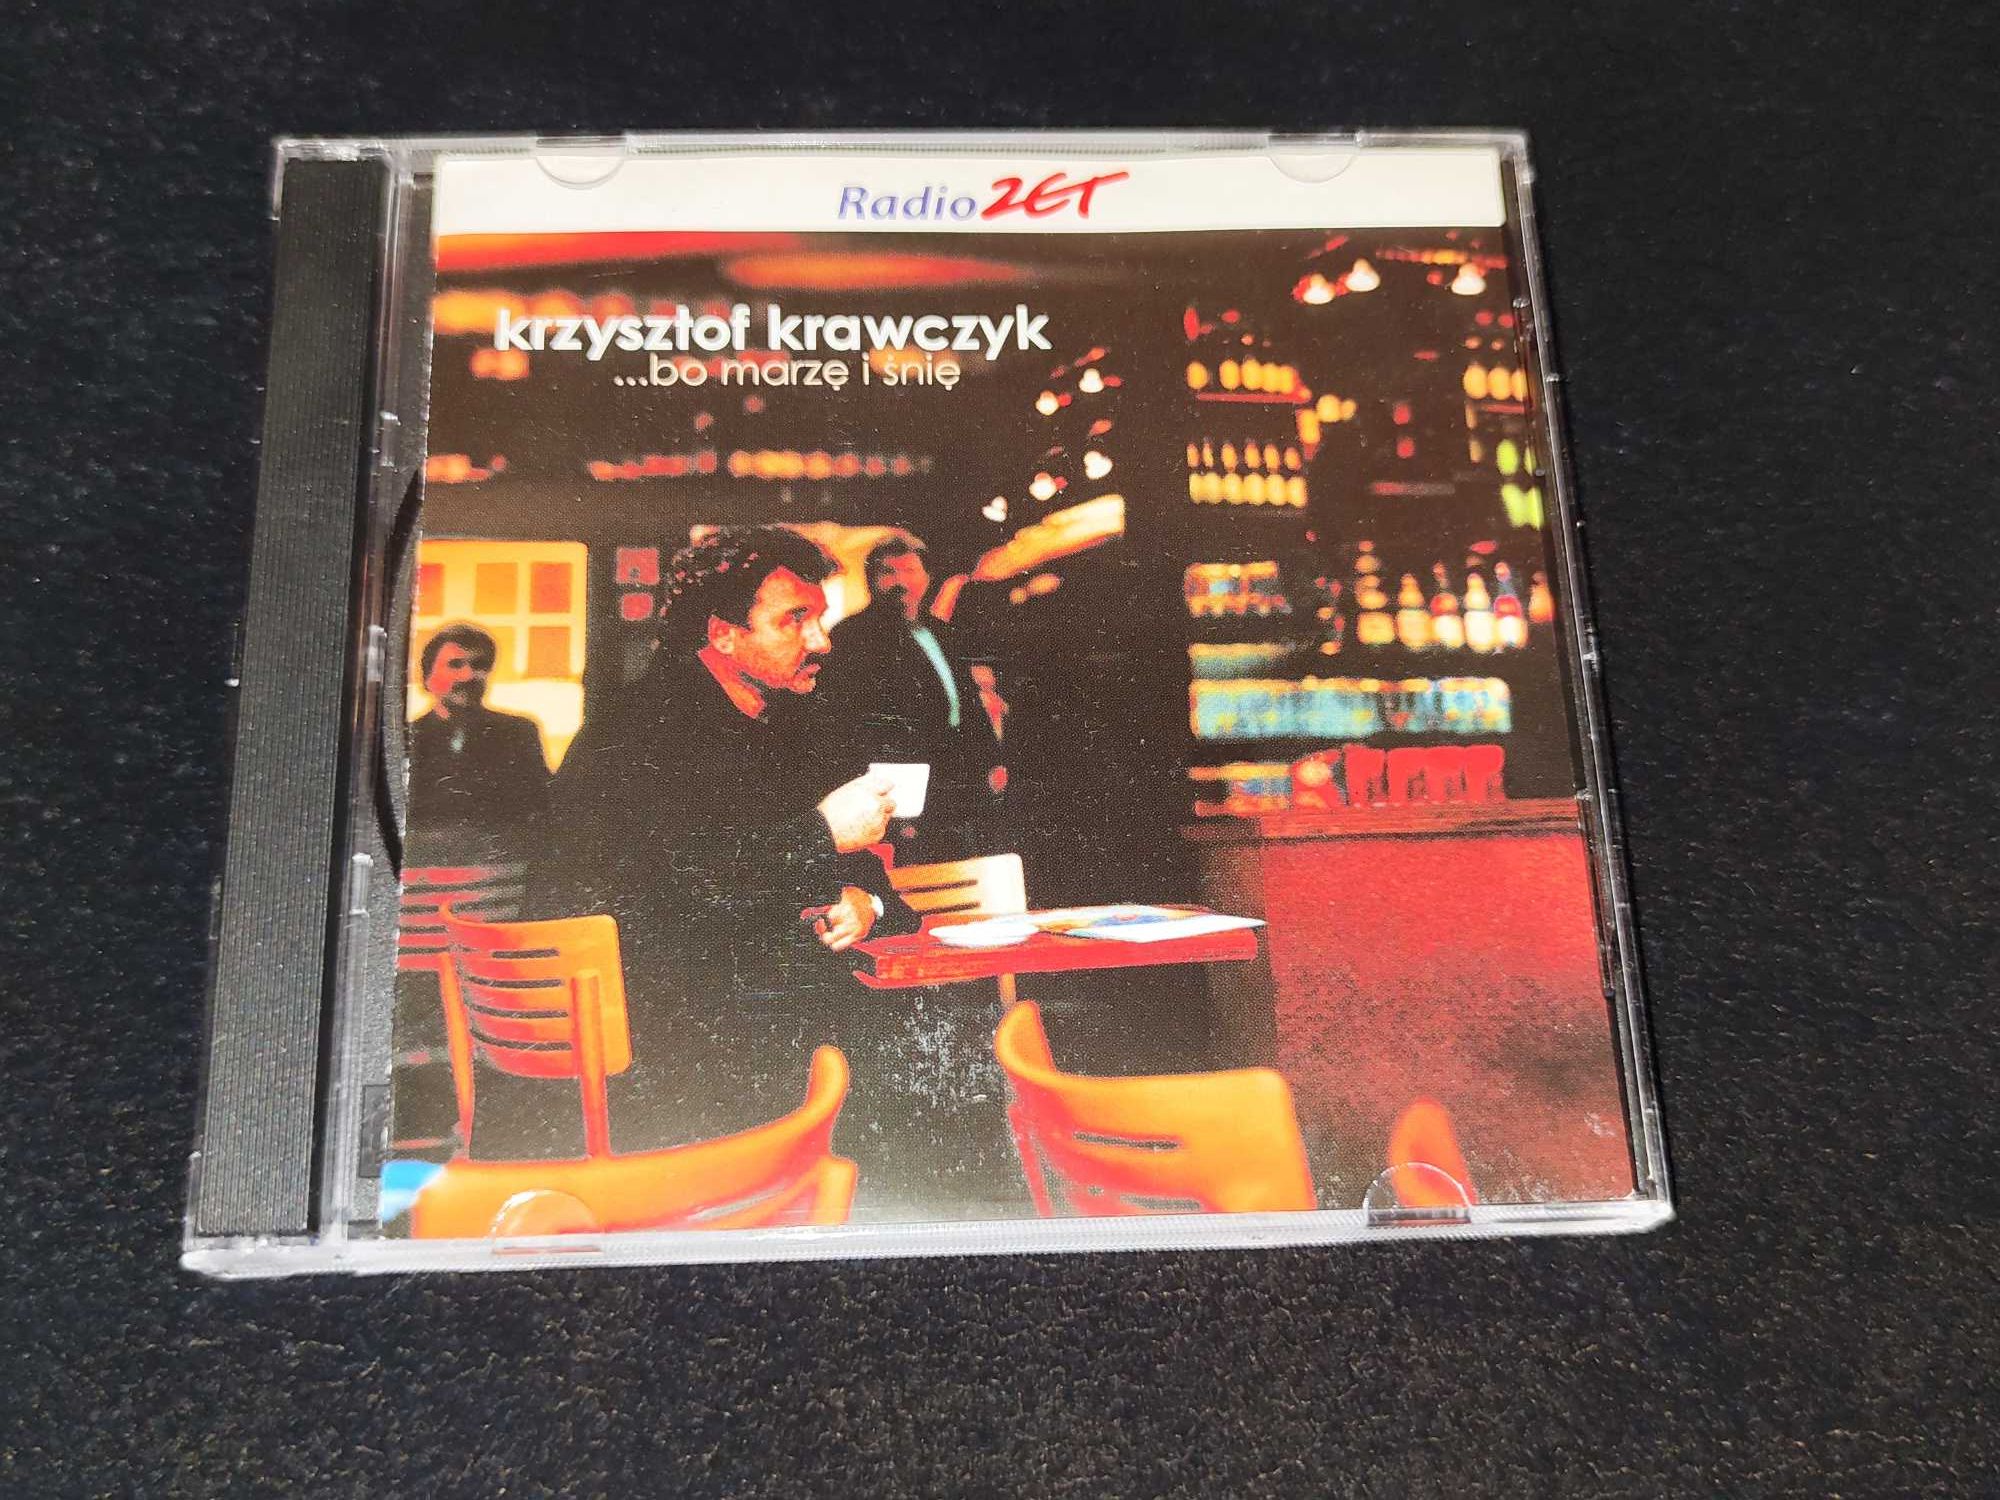 Radio ZET
krzysztof krawczyk
...bo marzę i śnię